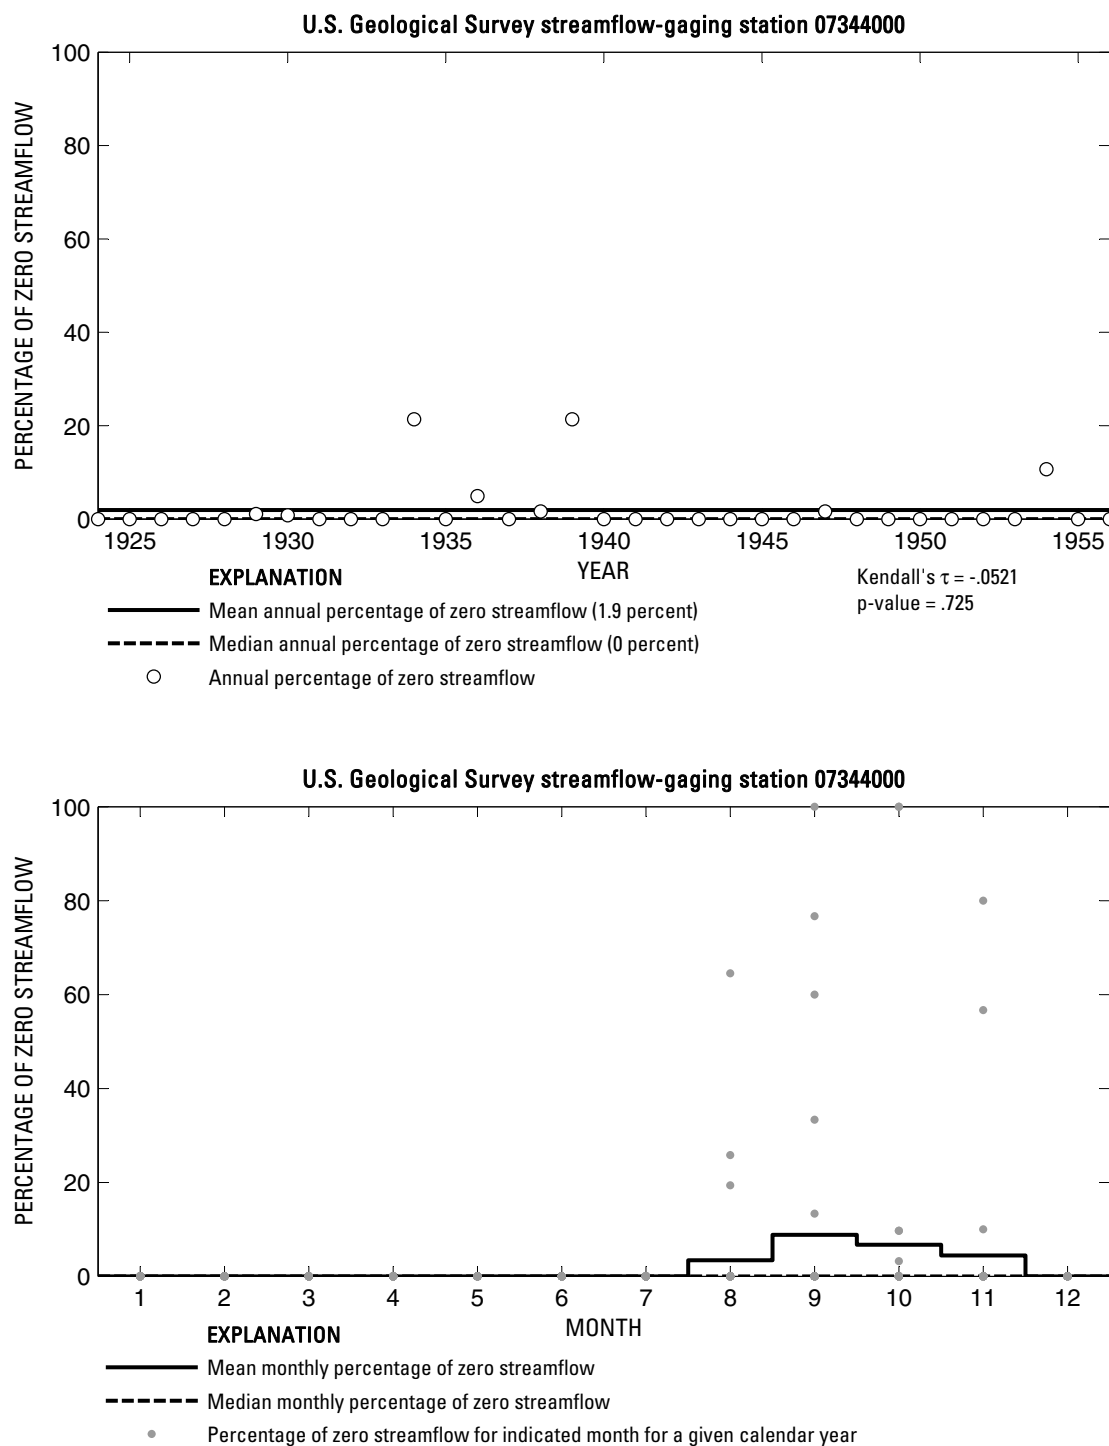 U.S. Geological Survey streamflow-gaging station 07344000
PERCENTAGE OF ZERO STREAMFLOW
100
80
60
40
20
0
1925 1930 1935 1940 1945 1950 1955
YEAR
EXPLANATION
Mean annual percentage of zero streamflow (1.9 percent)
Median annual percentage of zero streamflow (0 percent)
Annual percentage of zero streamflow
Kendall's τ = -.0521
p-value = .725
U.S. Geological Survey streamflow-gaging station 07344000
PERCENTAGE OF ZERO STREAMFLOW
100
80
60
40
20
0
1 2 3 4 5 6 7 8 9 10 11 12
MONTH
EXPLANATION
Mean monthly percentage of zero streamflow
Median monthly percentage of zero streamflow
Percentage of zero streamflow for indicated month for a given calendar year